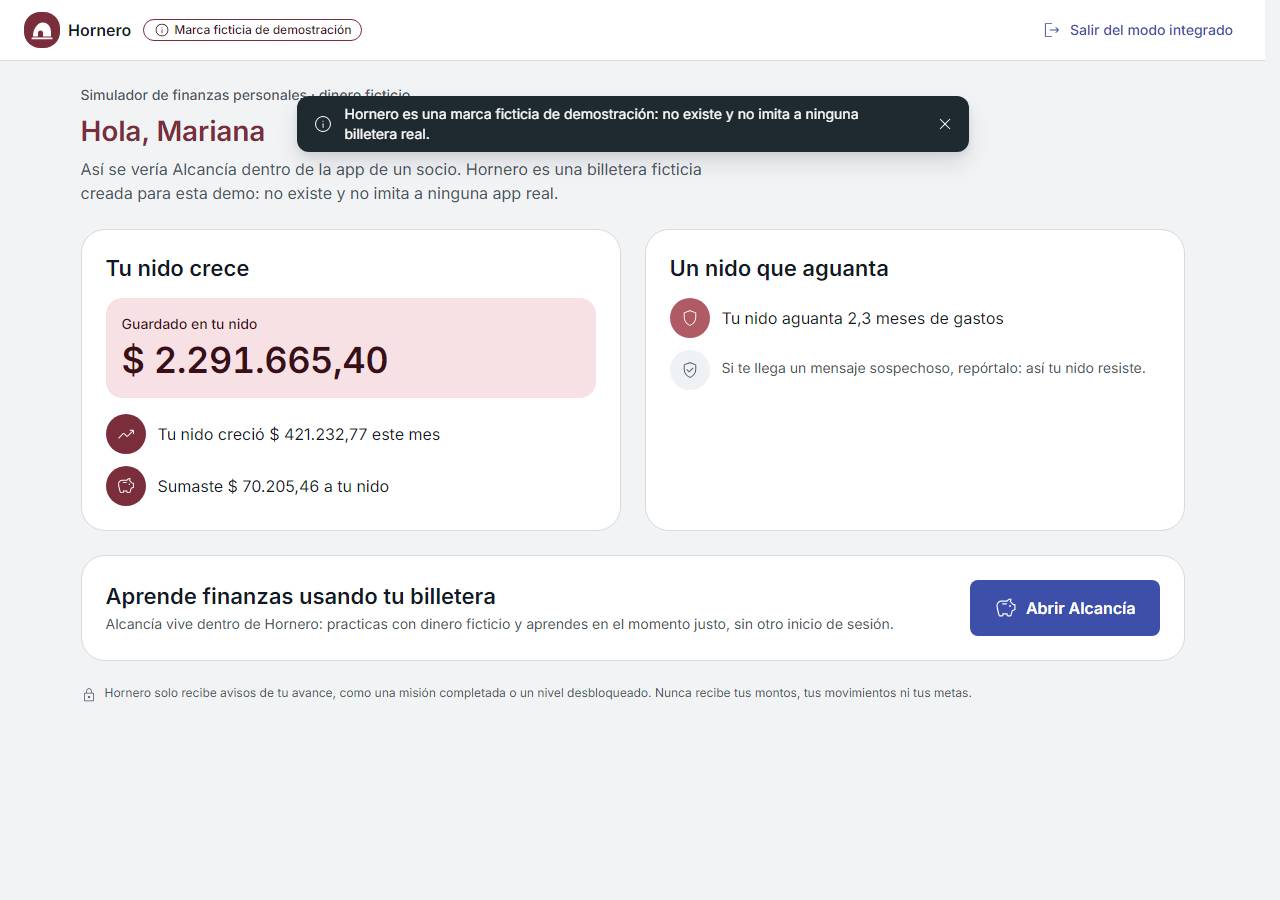 Hornero
Marca ficticia de demostración
Salir del modo integrado
Simulador de finanzas personales · dinero ficticio
Hornero es una marca ficticia de demostración: no existe y no imita a ninguna
billetera real.
Hola, Mariana
Así se vería Alcancía dentro de la app de un socio. Hornero es una billetera ficticia
creada para esta demo: no existe y no imita a ninguna app real.
Tu nido crece
Guardado en tu nido
$ 2.291.665,40
Tu nido creció $ 421.232,77 este mes
Sumaste $ 70.205,46 a tu nido
Un nido que aguanta
Tu nido aguanta 2,3 meses de gastos
Si te llega un mensaje sospechoso, repórtalo: así tu nido resiste.
Aprende finanzas usando tu billetera
Alcancía vive dentro de Hornero: practicas con dinero ficticio y aprendes en el momento justo, sin otro inicio de sesión.
Abrir Alcancía
Hornero solo recibe avisos de tu avance, como una misión completada o un nivel desbloqueado. Nunca recibe tus montos, tus movimientos ni tus metas.